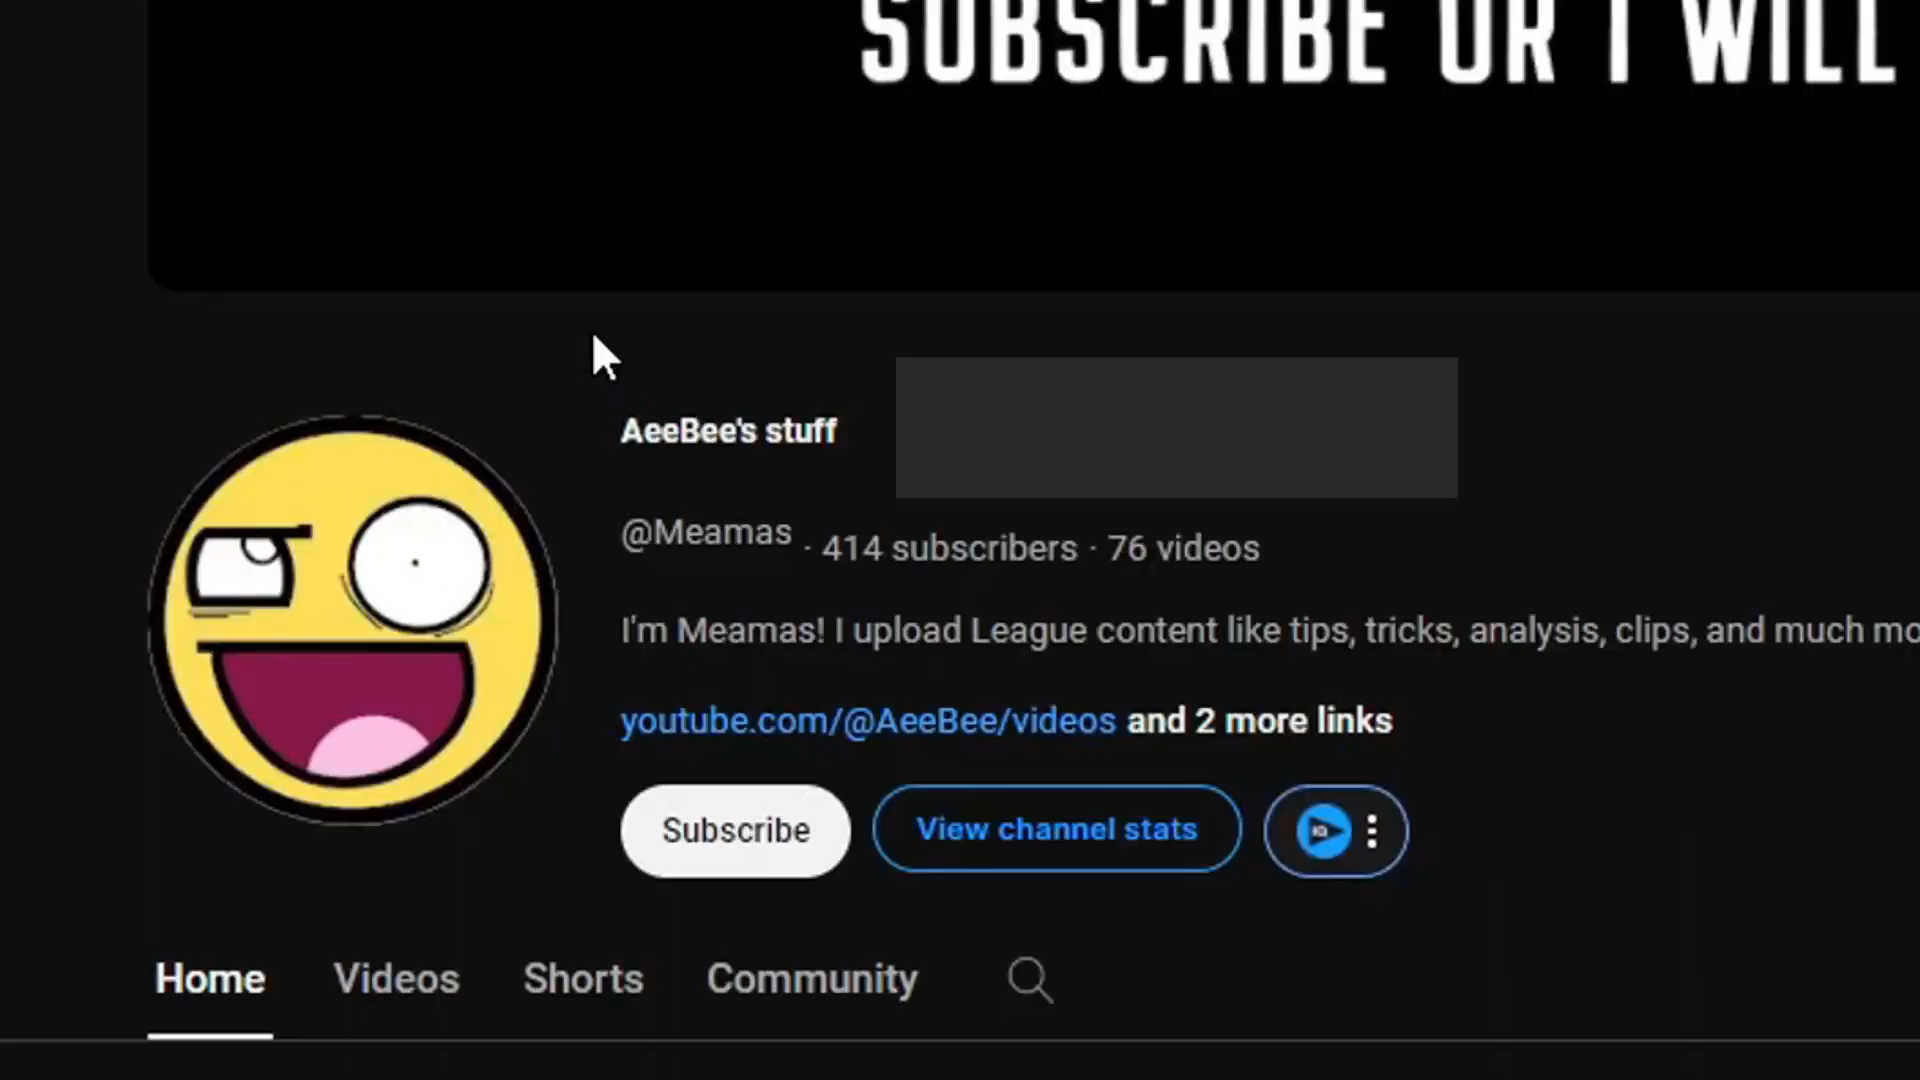 SUBSCRIBE OR I WILL
AeeBee's stuff
@Meamas · 414 subscribers · 76 videos
I'm Meamas! I upload League content like tips, tricks, analysis, clips, and much mo
youtube.com/@AeeBee/videos and 2 more links
Subscribe View channel stats IQ
Home Videos Shorts Community